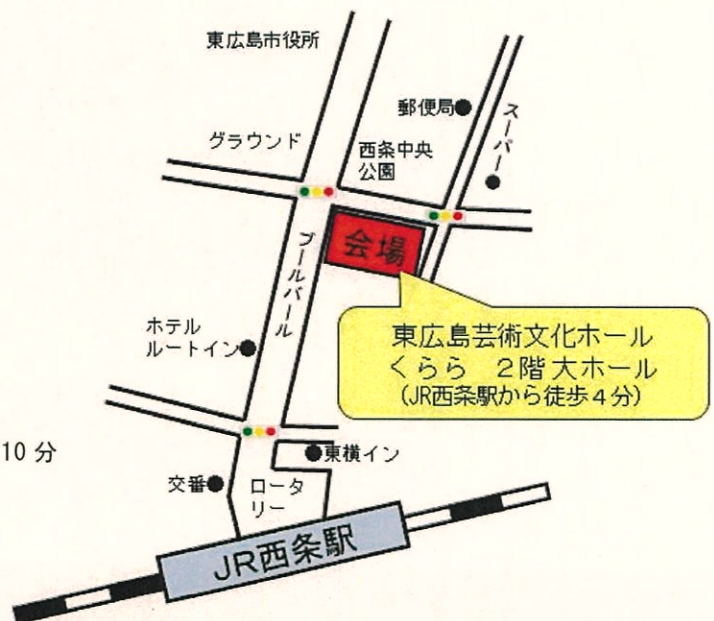 東広島市役所
郵便局
スーパー
グラウンド
西条中央
公園
会場
ブールバール
東広島芸術文化ホール
くらら 2階大ホール
(JR西条駅から徒歩4分)
ホテル
ルートイン
10分
東横イン
交番
ロータ
リー
JR西条駅